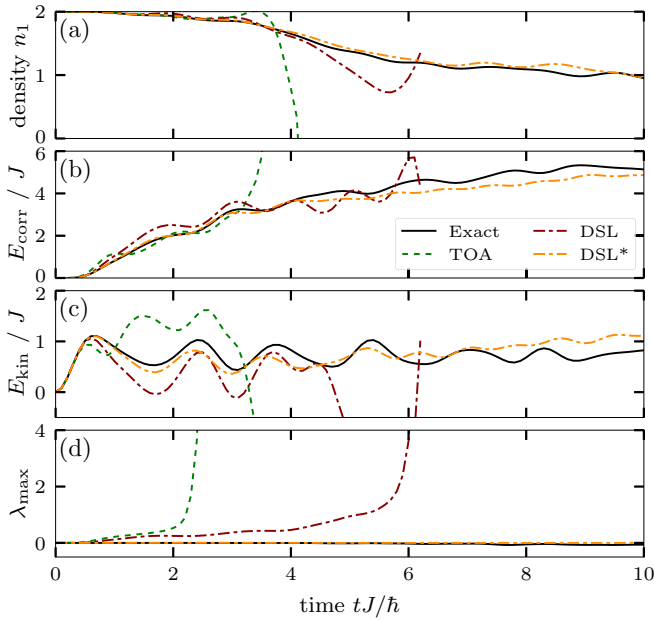 2
(a)
density n₁
1
0
6
(b)
E_corr / J
4
2
0
Exact
TOA
DSL
DSL*
2
(c)
E_kin / J
1
0
4
(d)
λ_max
2
0
0 2 4 6 8 10
time tJ/ħ